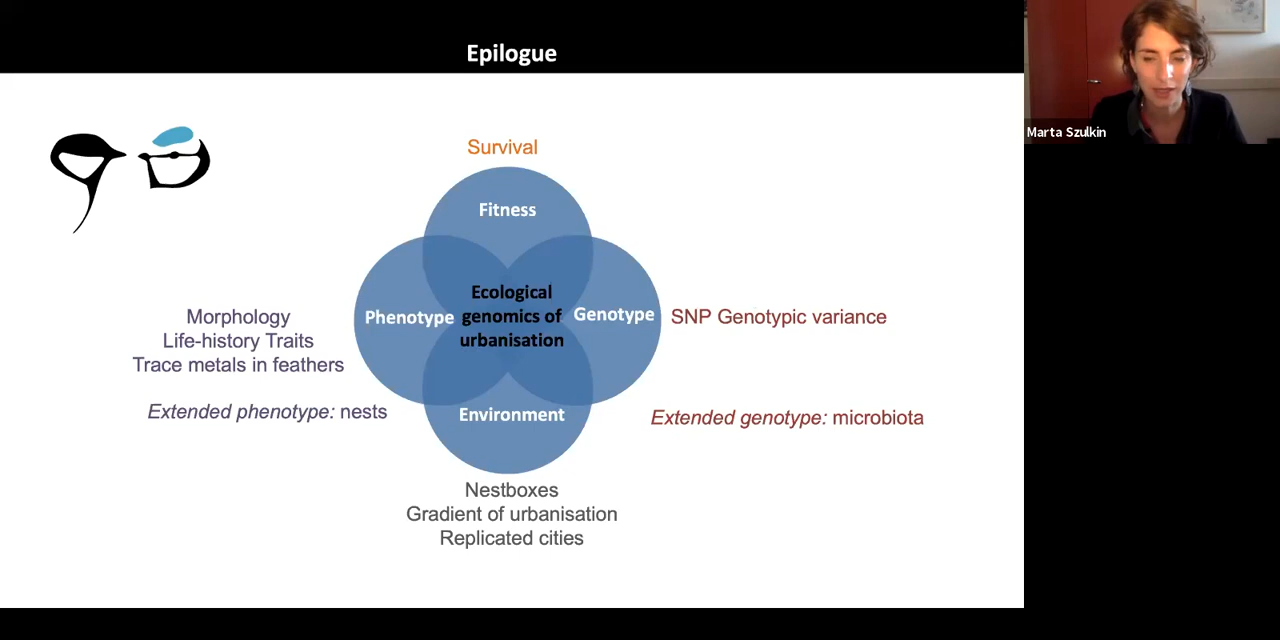 Epilogue
Marta Szulkin
Survival
Fitness
Phenotype
Ecological
genomics of
urbanisation
Genotype
SNP Genotypic variance
Morphology
Life-history Traits
Trace metals in feathers
Extended phenotype: nests
Environment
Extended genotype: microbiota
Nestboxes
Gradient of urbanisation
Replicated cities